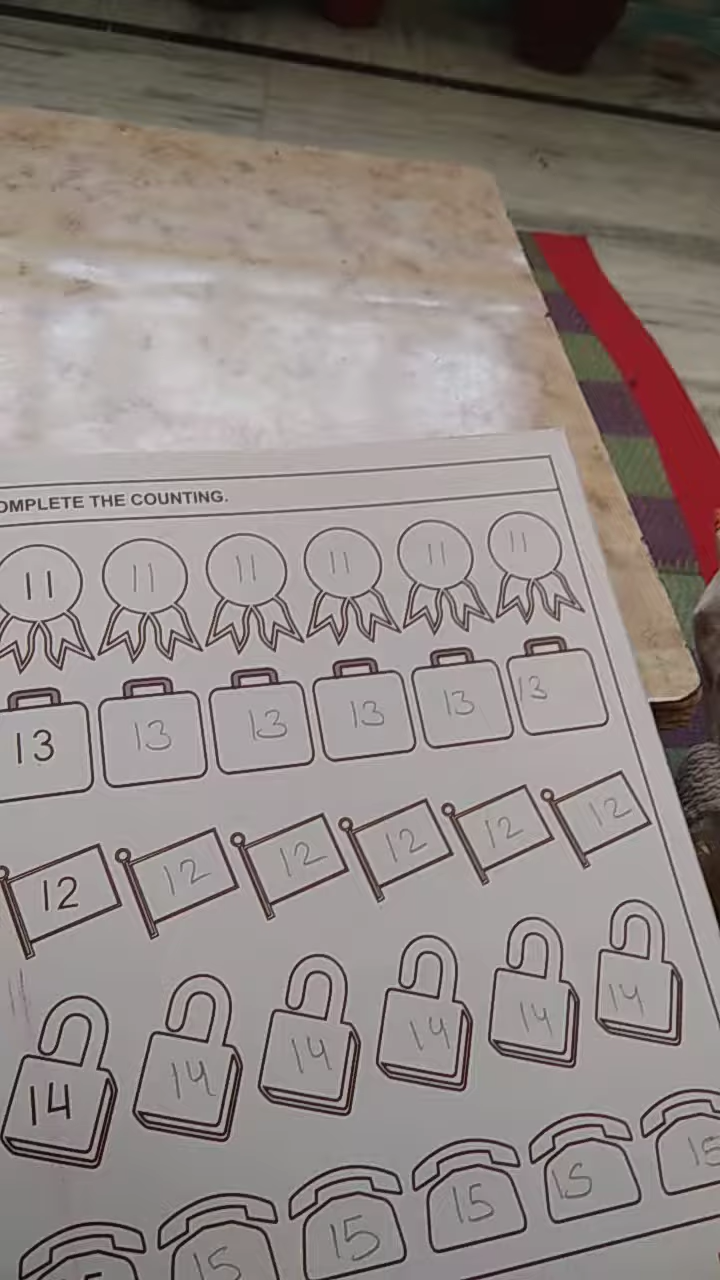 OMPLETE THE COUNTING.
11 11 11 11 11 11
13 13 13 13 13 13
12 12 12 12 12 12
14 14 14 14 14 14
15 15 15 15 15